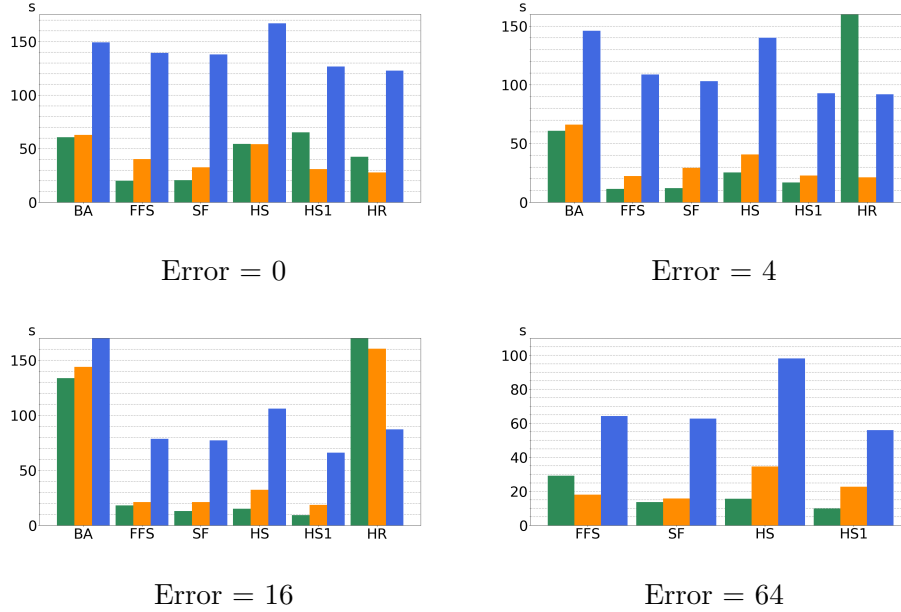 s
150
100
50
0
BA FFS SF HS HS1 HR
Error = 0
s
150
100
50
0
BA FFS SF HS HS1 HR
Error = 4
s
150
100
50
0
BA FFS SF HS HS1 HR
Error = 16
s
100
80
60
40
20
0
FFS SF HS HS1
Error = 64